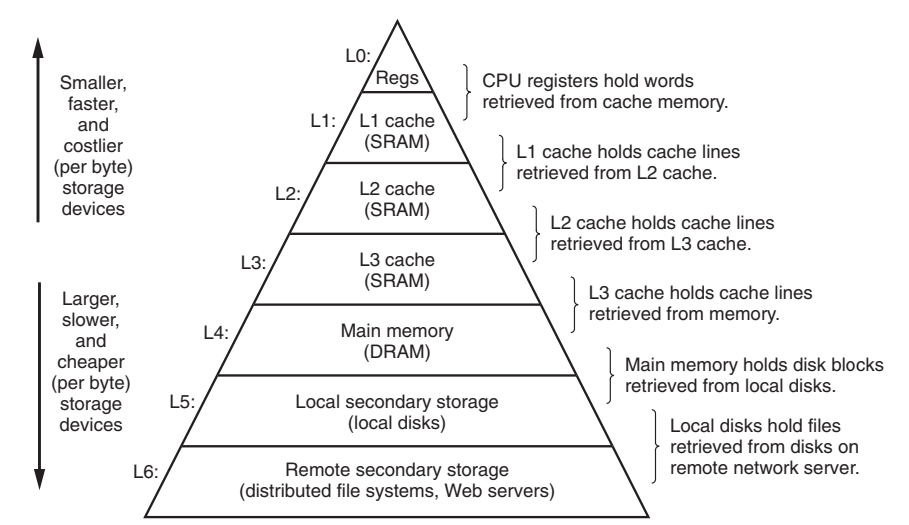 L0:
Regs
CPU registers hold words
retrieved from cache memory.
Smaller,
faster,
and
costlier
(per byte)
storage
devices
L1:
L1 cache
(SRAM)
L1 cache holds cache lines
retrieved from L2 cache.
L2:
L2 cache
(SRAM)
L2 cache holds cache lines
retrieved from L3 cache.
L3:
L3 cache
(SRAM)
L3 cache holds cache lines
retrieved from memory.
Larger,
slower,
and
cheaper
(per byte)
storage
devices
L4:
Main memory
(DRAM)
Main memory holds disk blocks
retrieved from local disks.
L5:
Local secondary storage
(local disks)
Local disks hold files
retrieved from disks on
remote network server.
L6:
Remote secondary storage
(distributed file systems, Web servers)